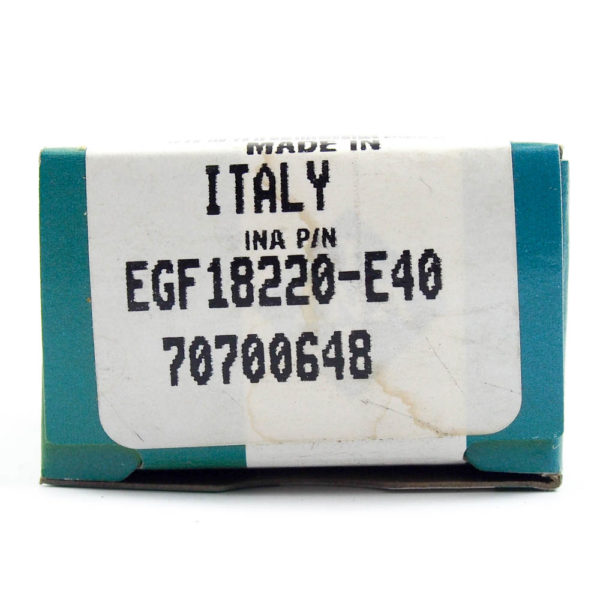 MADE IN
ITALY
INA P/N
EGF18220-E40
70700648